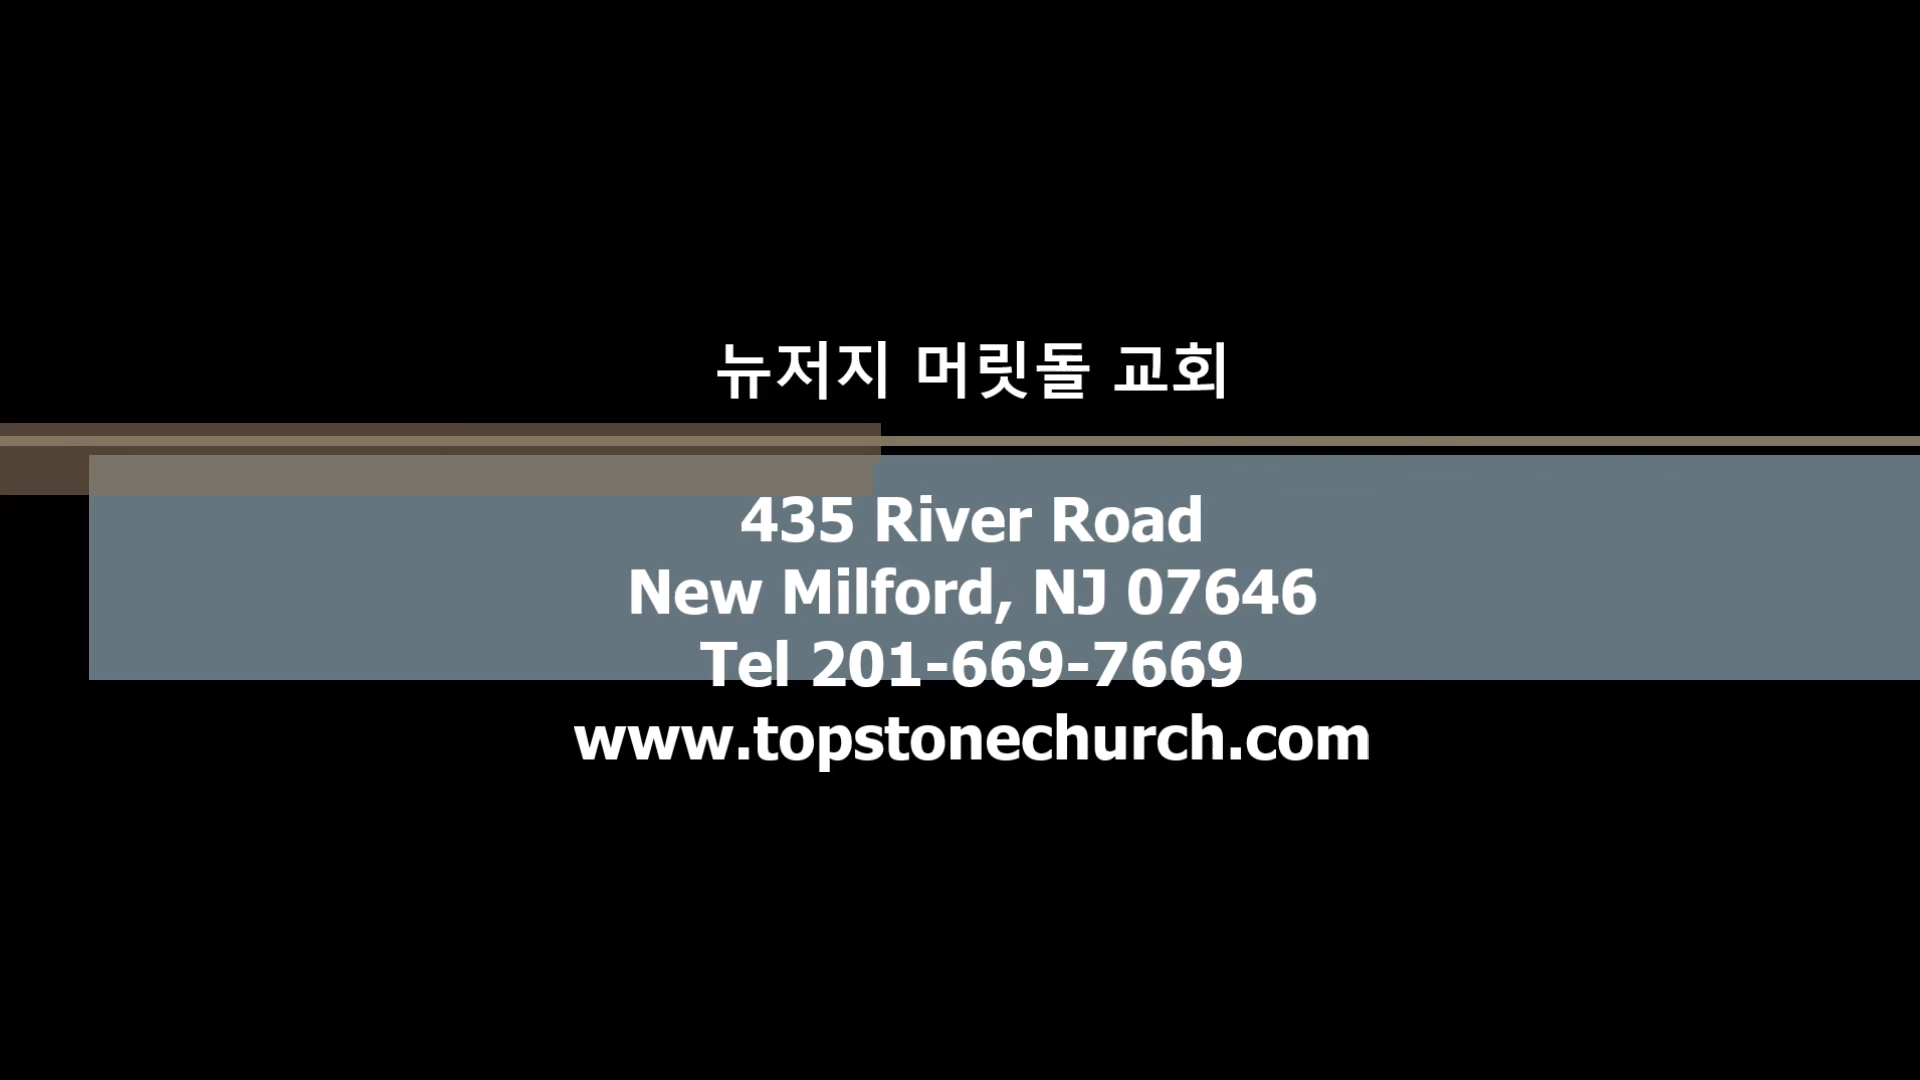 뉴저지 머릿돌 교회
435 River Road
New Milford, NJ 07646
Tel 201-669-7669
www.topstonechurch.com